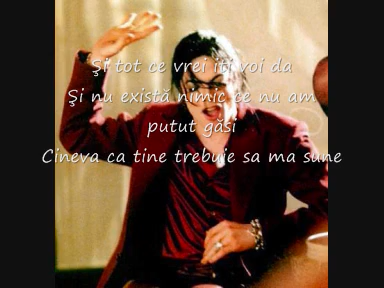 Şi tot ce vrei iti voi da
Şi nu există nimic ce nu am
putut găsi
Cineva ca tine trebuie sa ma sune